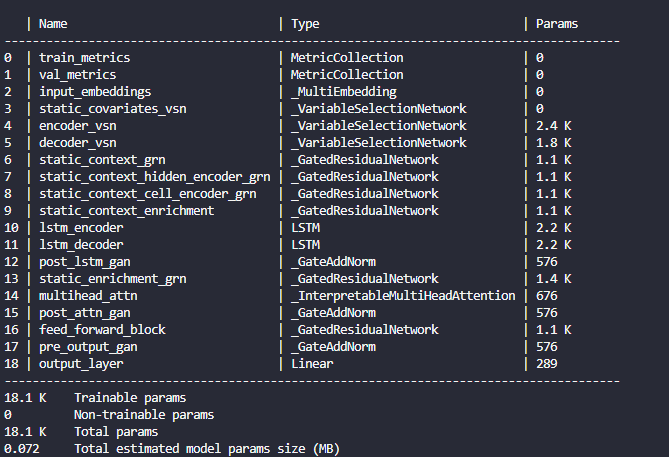 | Name                              | Type                             | Params
----------------------------------------------------------------------------------------
0  | train_metrics                     | MetricCollection                 | 0
1  | val_metrics                       | MetricCollection                 | 0
2  | input_embeddings                  | _MultiEmbedding                  | 0
3  | static_covariates_vsn             | _VariableSelectionNetwork        | 0
4  | encoder_vsn                       | _VariableSelectionNetwork        | 2.4 K
5  | decoder_vsn                       | _VariableSelectionNetwork        | 1.8 K
6  | static_context_grn                | _GatedResidualNetwork            | 1.1 K
7  | static_context_hidden_encoder_grn | _GatedResidualNetwork            | 1.1 K
8  | static_context_cell_encoder_grn   | _GatedResidualNetwork            | 1.1 K
9  | static_context_enrichment         | _GatedResidualNetwork            | 1.1 K
10 | lstm_encoder                      | LSTM                             | 2.2 K
11 | lstm_decoder                      | LSTM                             | 2.2 K
12 | post_lstm_gan                     | _GateAddNorm                     | 576
13 | static_enrichment_grn             | _GatedResidualNetwork            | 1.4 K
14 | multihead_attn                    | _InterpretableMultiHeadAttention | 676
15 | post_attn_gan                     | _GateAddNorm                     | 576
16 | feed_forward_block                | _GatedResidualNetwork            | 1.1 K
17 | pre_output_gan                    | _GateAddNorm                     | 576
18 | output_layer                      | Linear                           | 289
----------------------------------------------------------------------------------------
18.1 K    Trainable params
0         Non-trainable params
18.1 K    Total params
0.072     Total estimated model params size (MB)